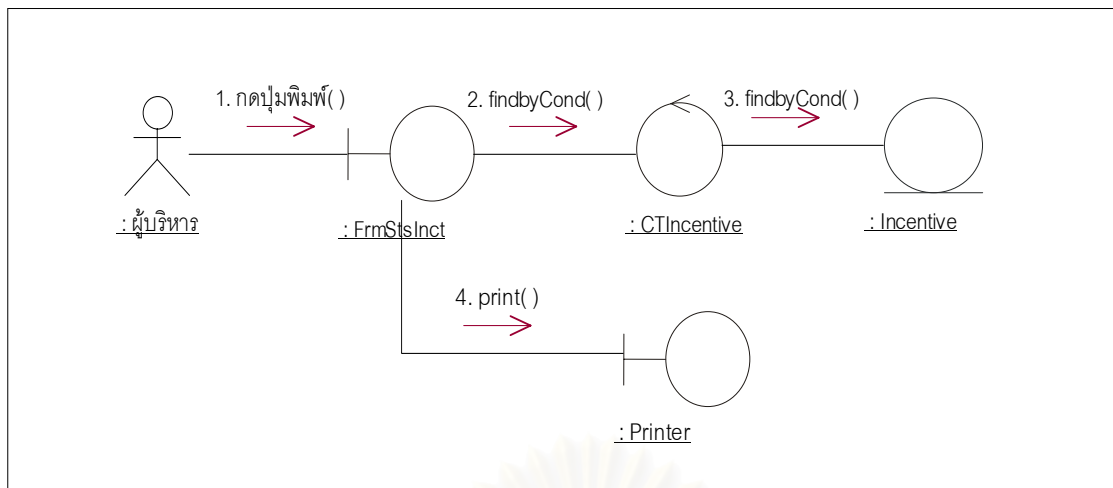 1. กดปุ่มพิมพ์( )
2. findbyCond( )
3. findbyCond( )
: ผู้บริหาร
: FrmStsInct
: CTIncentive
: Incentive
4. print( )
: Printer